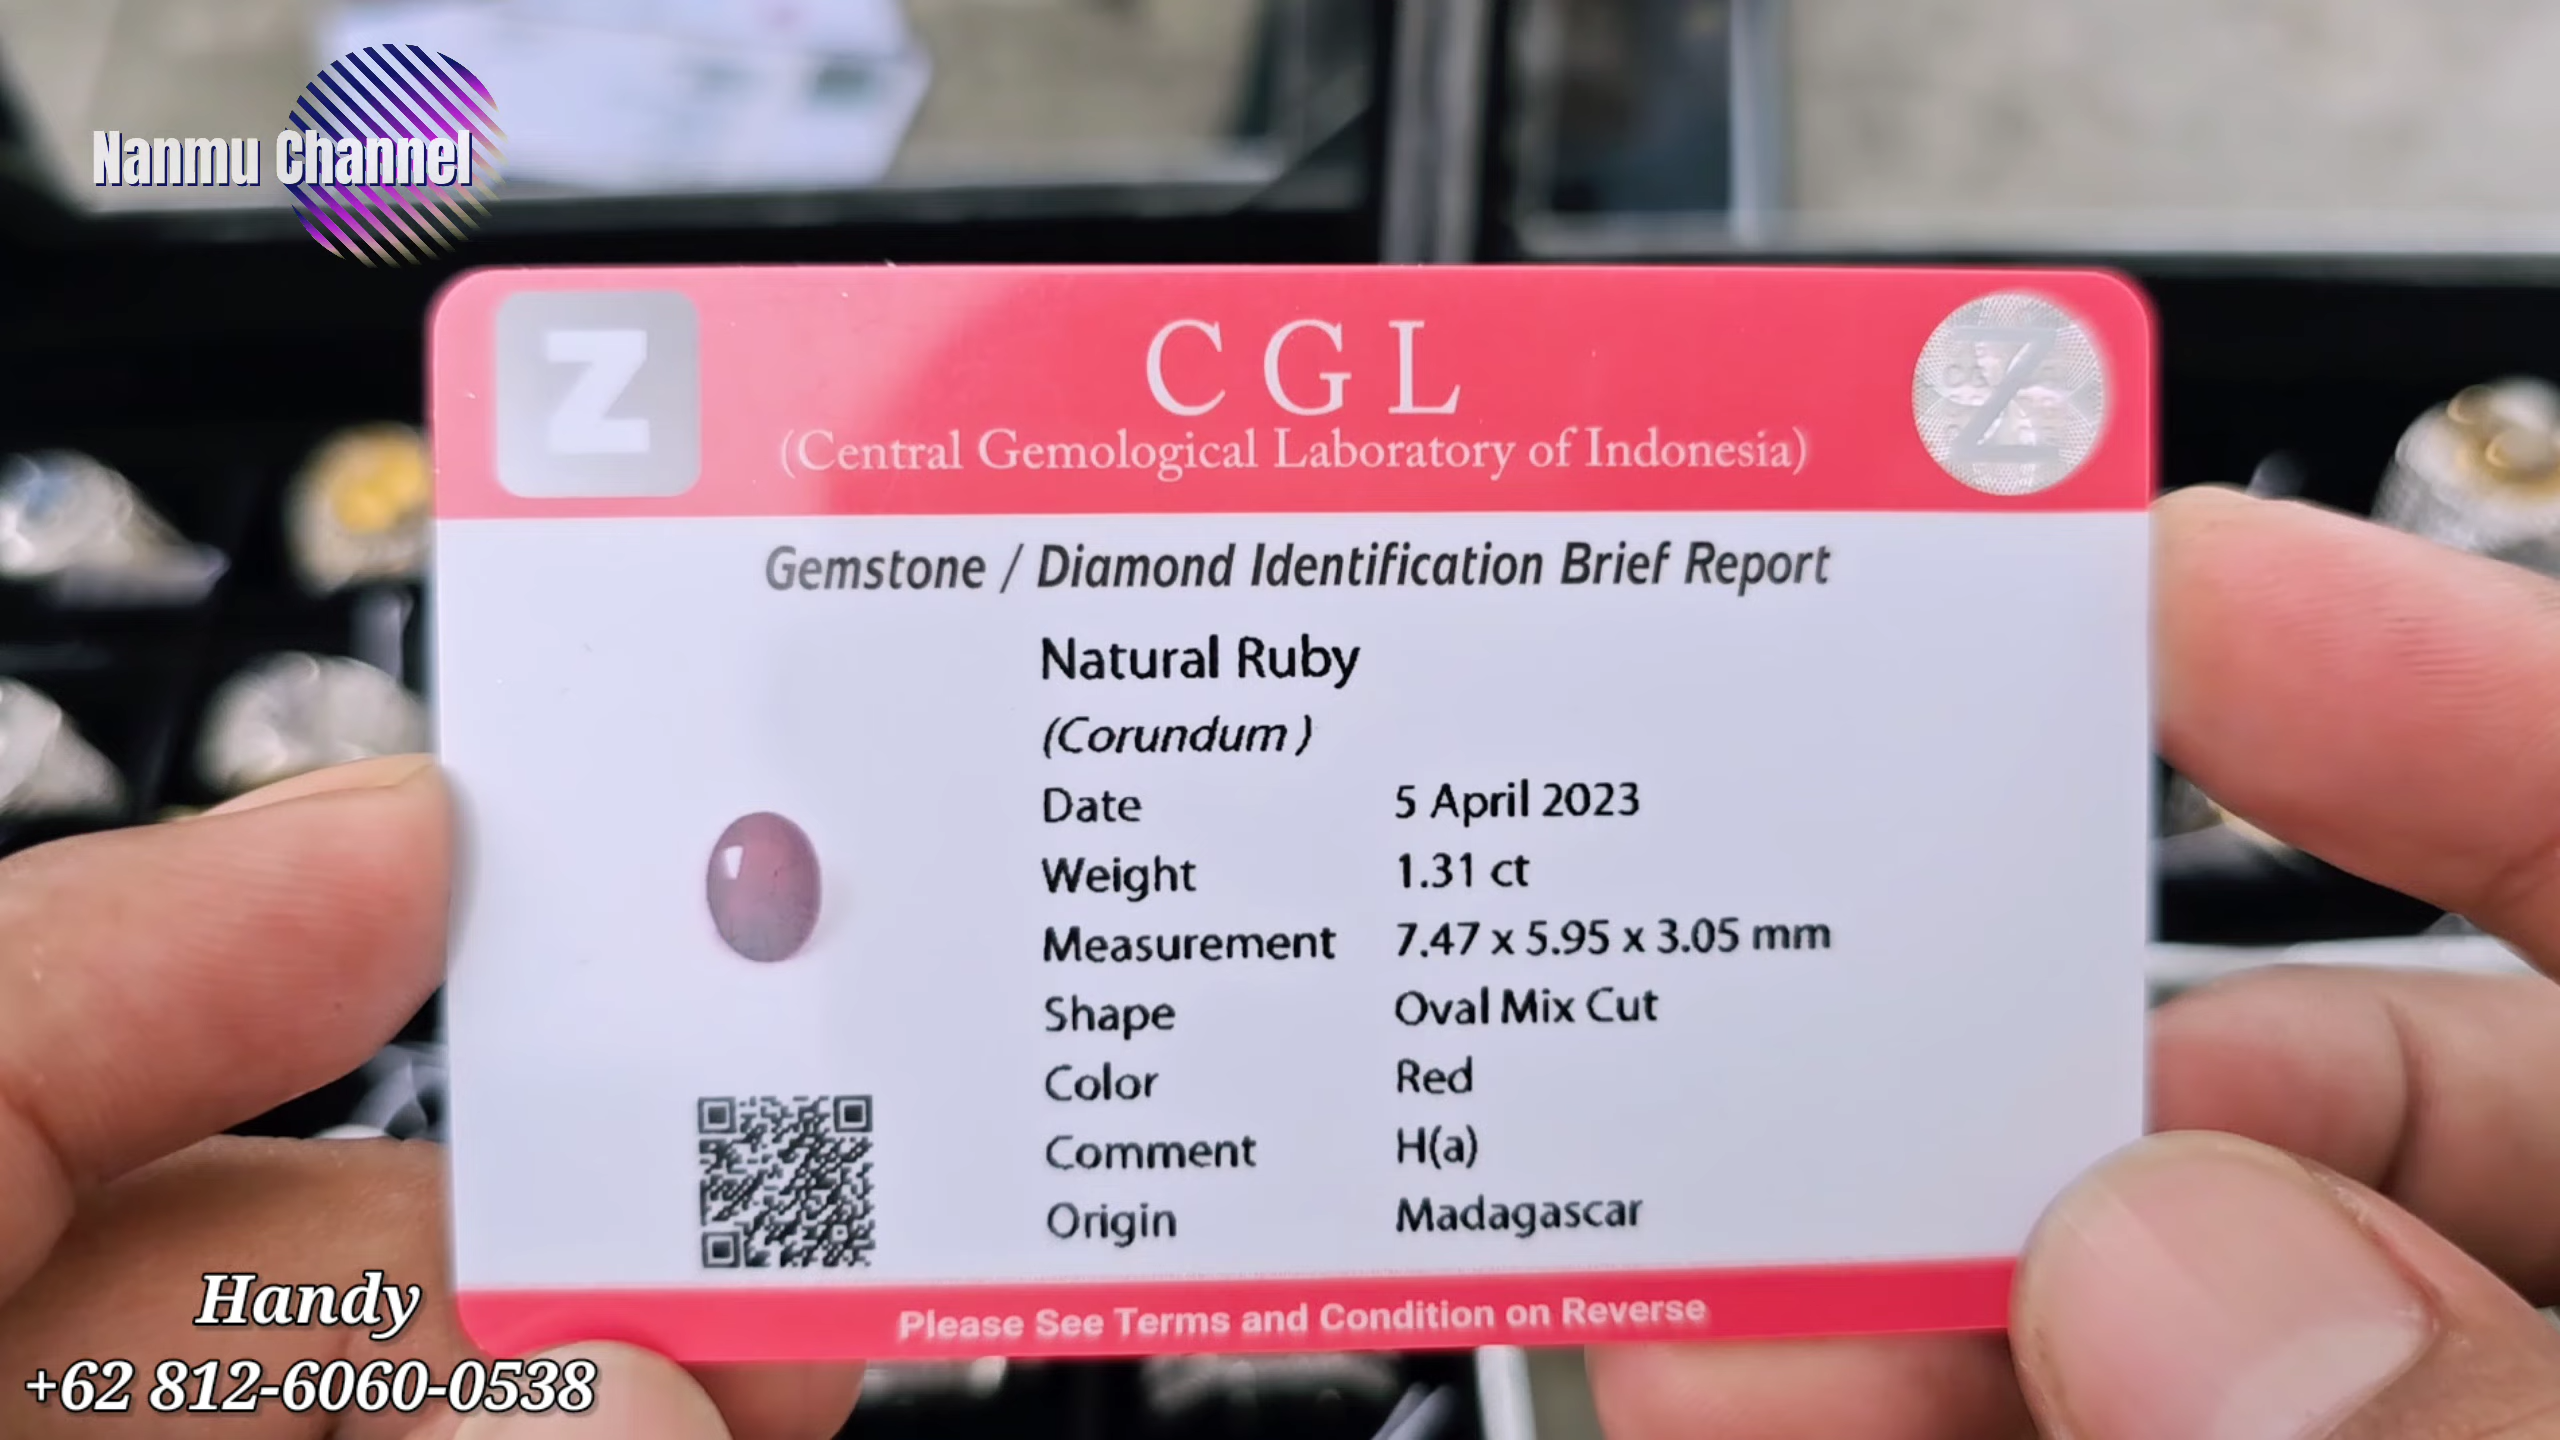 Nanmu Channel
Z
C G L
(Central Gemological Laboratory of Indonesia)
Z
Gemstone / Diamond Identification Brief Report
Natural Ruby
(Corundum )
Date 5 April 2023
Weight 1.31 ct
Measurement 7.47 x 5.95 x 3.05 mm
Shape Oval Mix Cut
Color Red
Comment H(a)
Origin Madagascar
Please See Terms and Condition on Reverse
Handy
+62 812-6060-0538